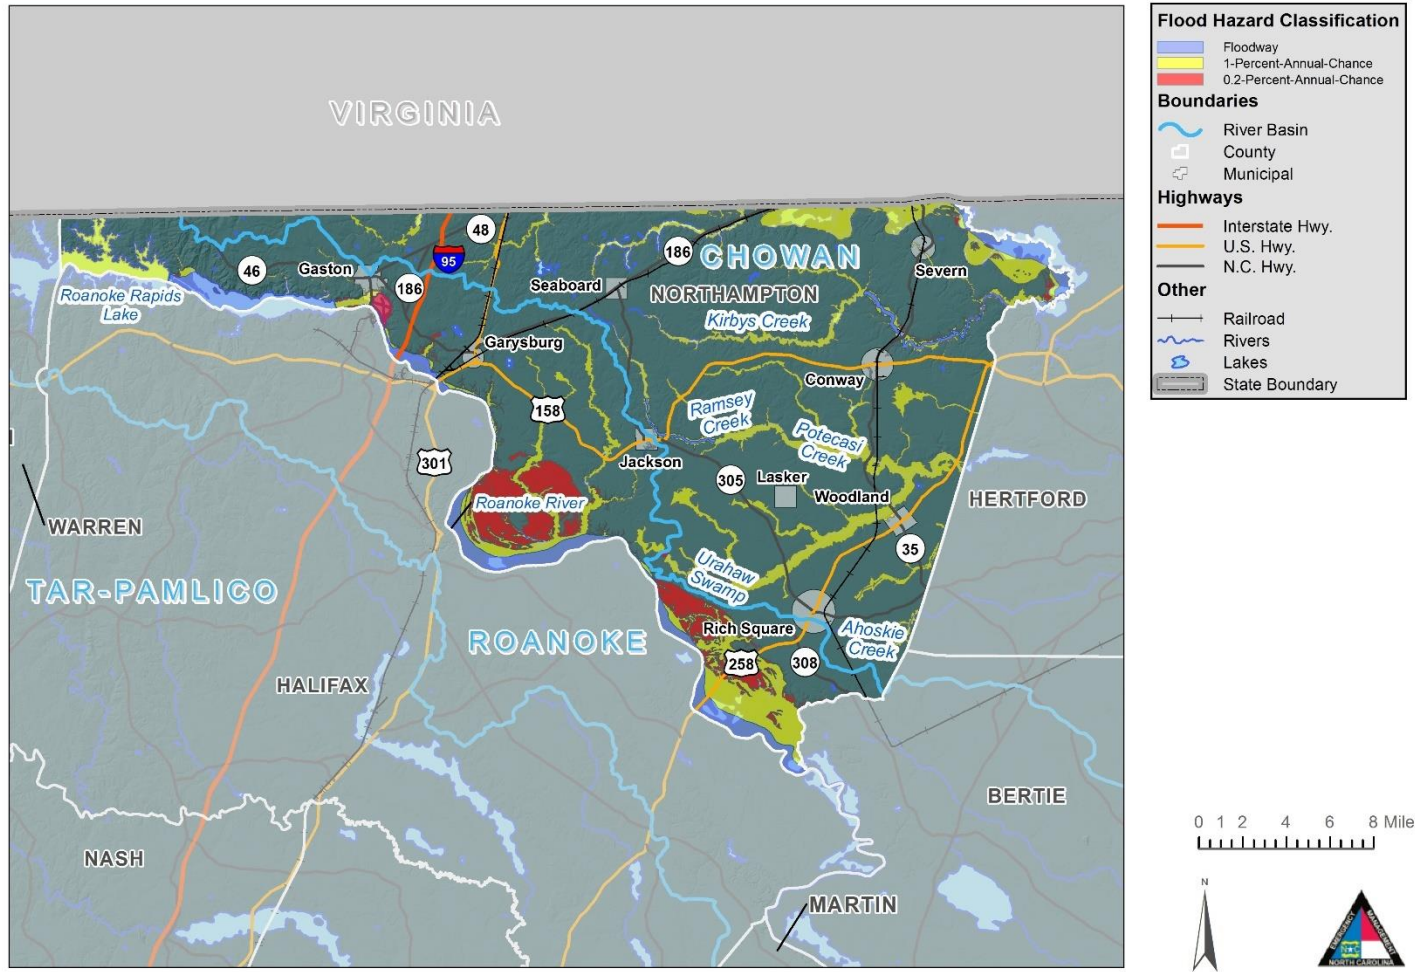 VIRGINIA
48
95
46
Gaston
186
186
CHOWAN
Severn
Seaboard
NORTHAMPTON
Roanoke Rapids
Lake
Kirbys Creek
Garysburg
Conway
158
Ramsey
Creek
Potecasi
Creek
301
Jackson
305
Lasker
Woodland
HERTFORD
Roanoke River
WARREN
35
Urahaw
Swamp
TAR-PAMLICO
ROANOKE
Rich Square
Ahoskie
Creek
258
308
HALIFAX
BERTIE
NASH
MARTIN
Flood Hazard Classification
Floodway
1-Percent-Annual-Chance
0.2-Percent-Annual-Chance
Boundaries
River Basin
County
Municipal
Highways
Interstate Hwy.
U.S. Hwy.
N.C. Hwy.
Other
Railroad
Rivers
Lakes
State Boundary
0 1 2 4 6 8 Mile
N
EMERGENCY
MANAGEMENT
NORTH CAROLINA